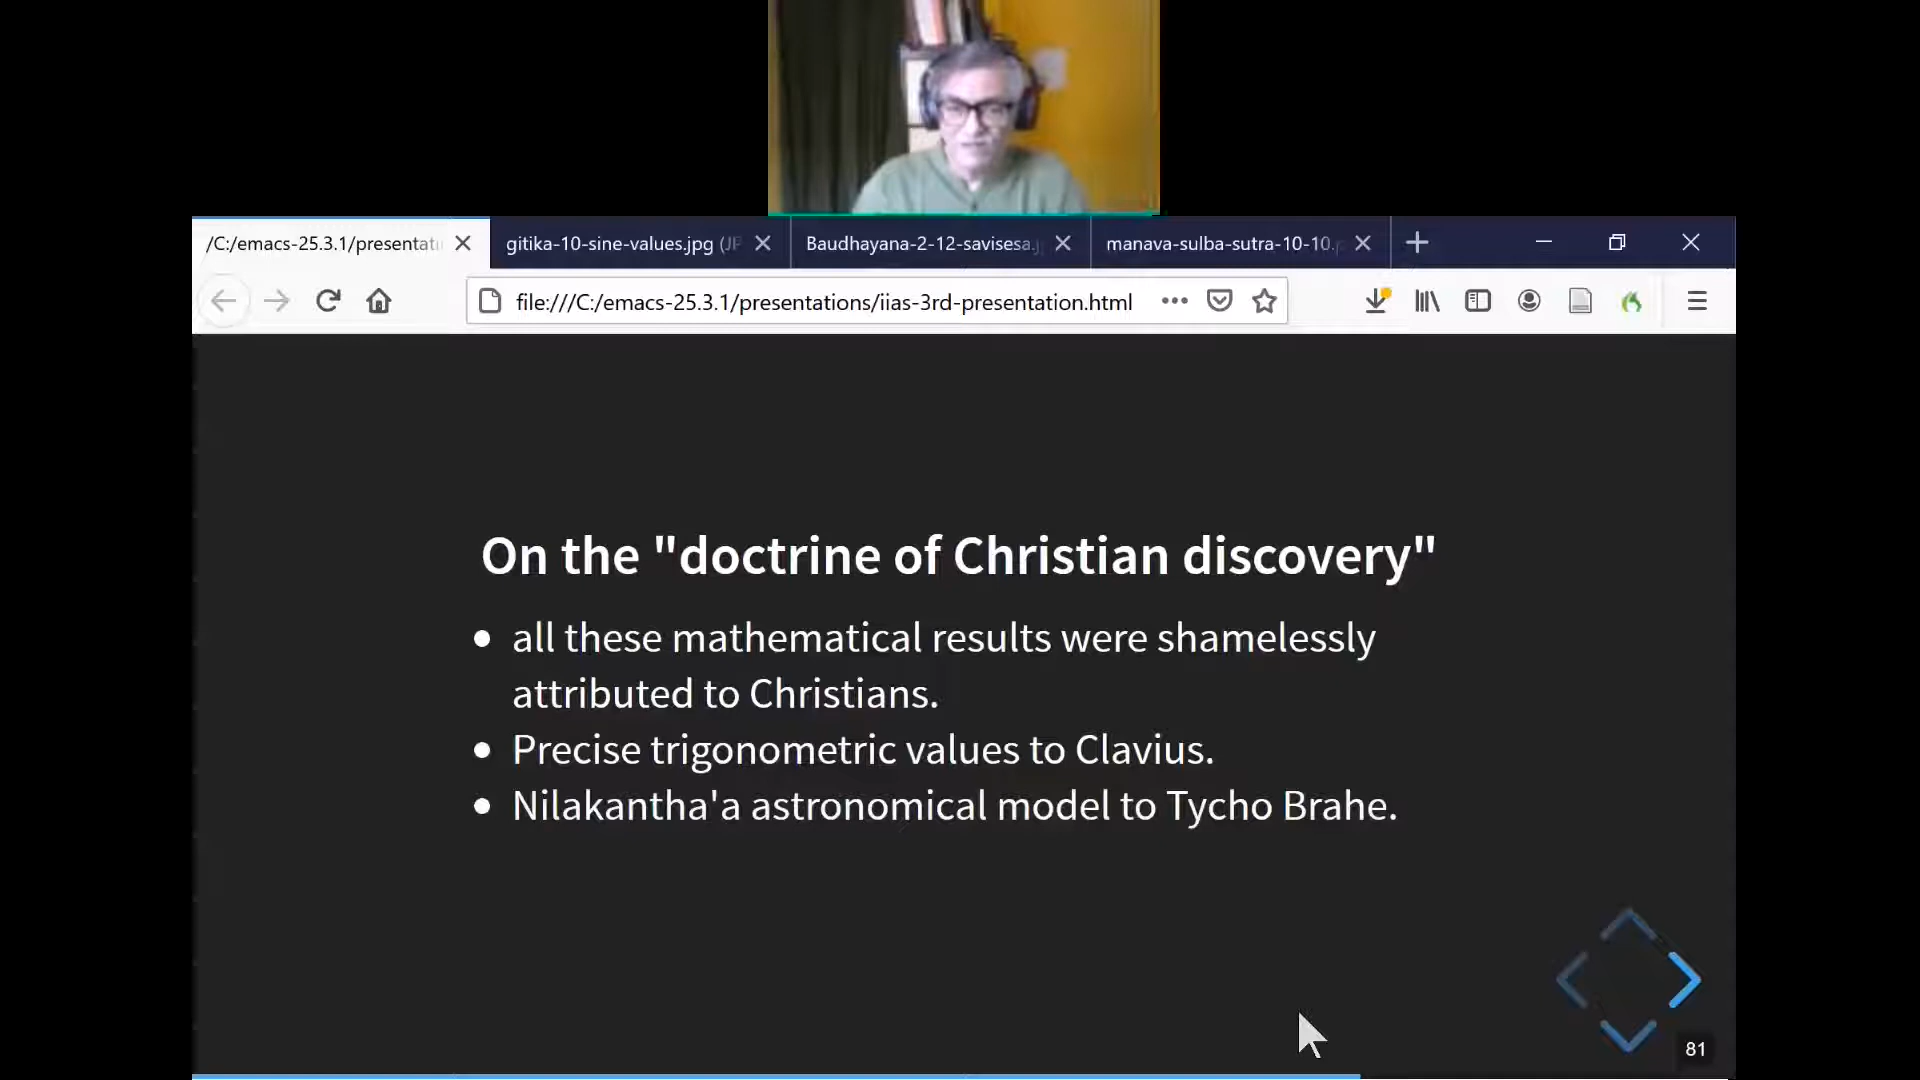 /C:/emacs-25.3.1/presentati
gitika-10-sine-values.jpg (JP
Baudhayana-2-12-savisesa.j
manava-sulba-sutra-10-10.
file:///C:/emacs-25.3.1/presentations/iias-3rd-presentation.html
On the "doctrine of Christian discovery"
all these mathematical results were shamelessly
attributed to Christians.
Precise trigonometric values to Clavius.
Nilakantha'a astronomical model to Tycho Brahe.
81